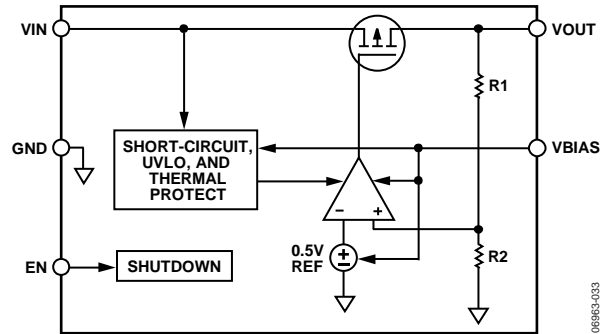 VIN
VOUT
R1
GND
SHORT-CIRCUIT,
UVLO, AND
THERMAL
PROTECT
VBIAS
– +
0.5V
REF
+
–
R2
EN
SHUTDOWN
06963-033